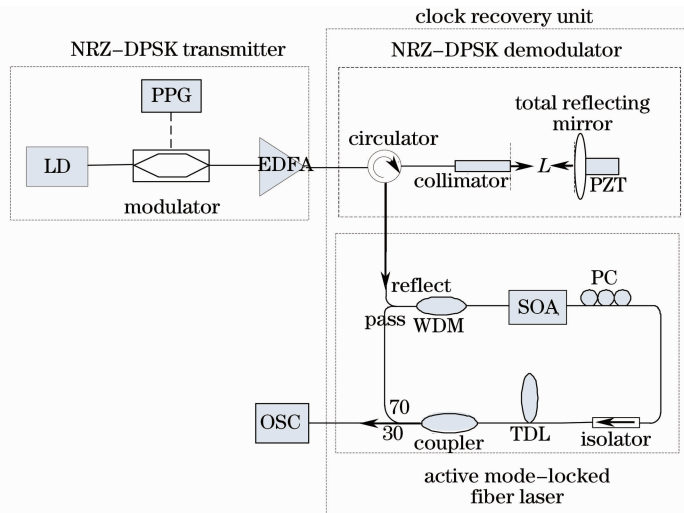 clock recovery unit
NRZ–DPSK transmitter
NRZ–DPSK demodulator
PPG
total reflecting
mirror
circulator
LD
EDFA
collimator
L
PZT
modulator
reflect
PC
pass
WDM
SOA
70
OSC
30
coupler
TDL
isolator
active mode–locked
fiber laser